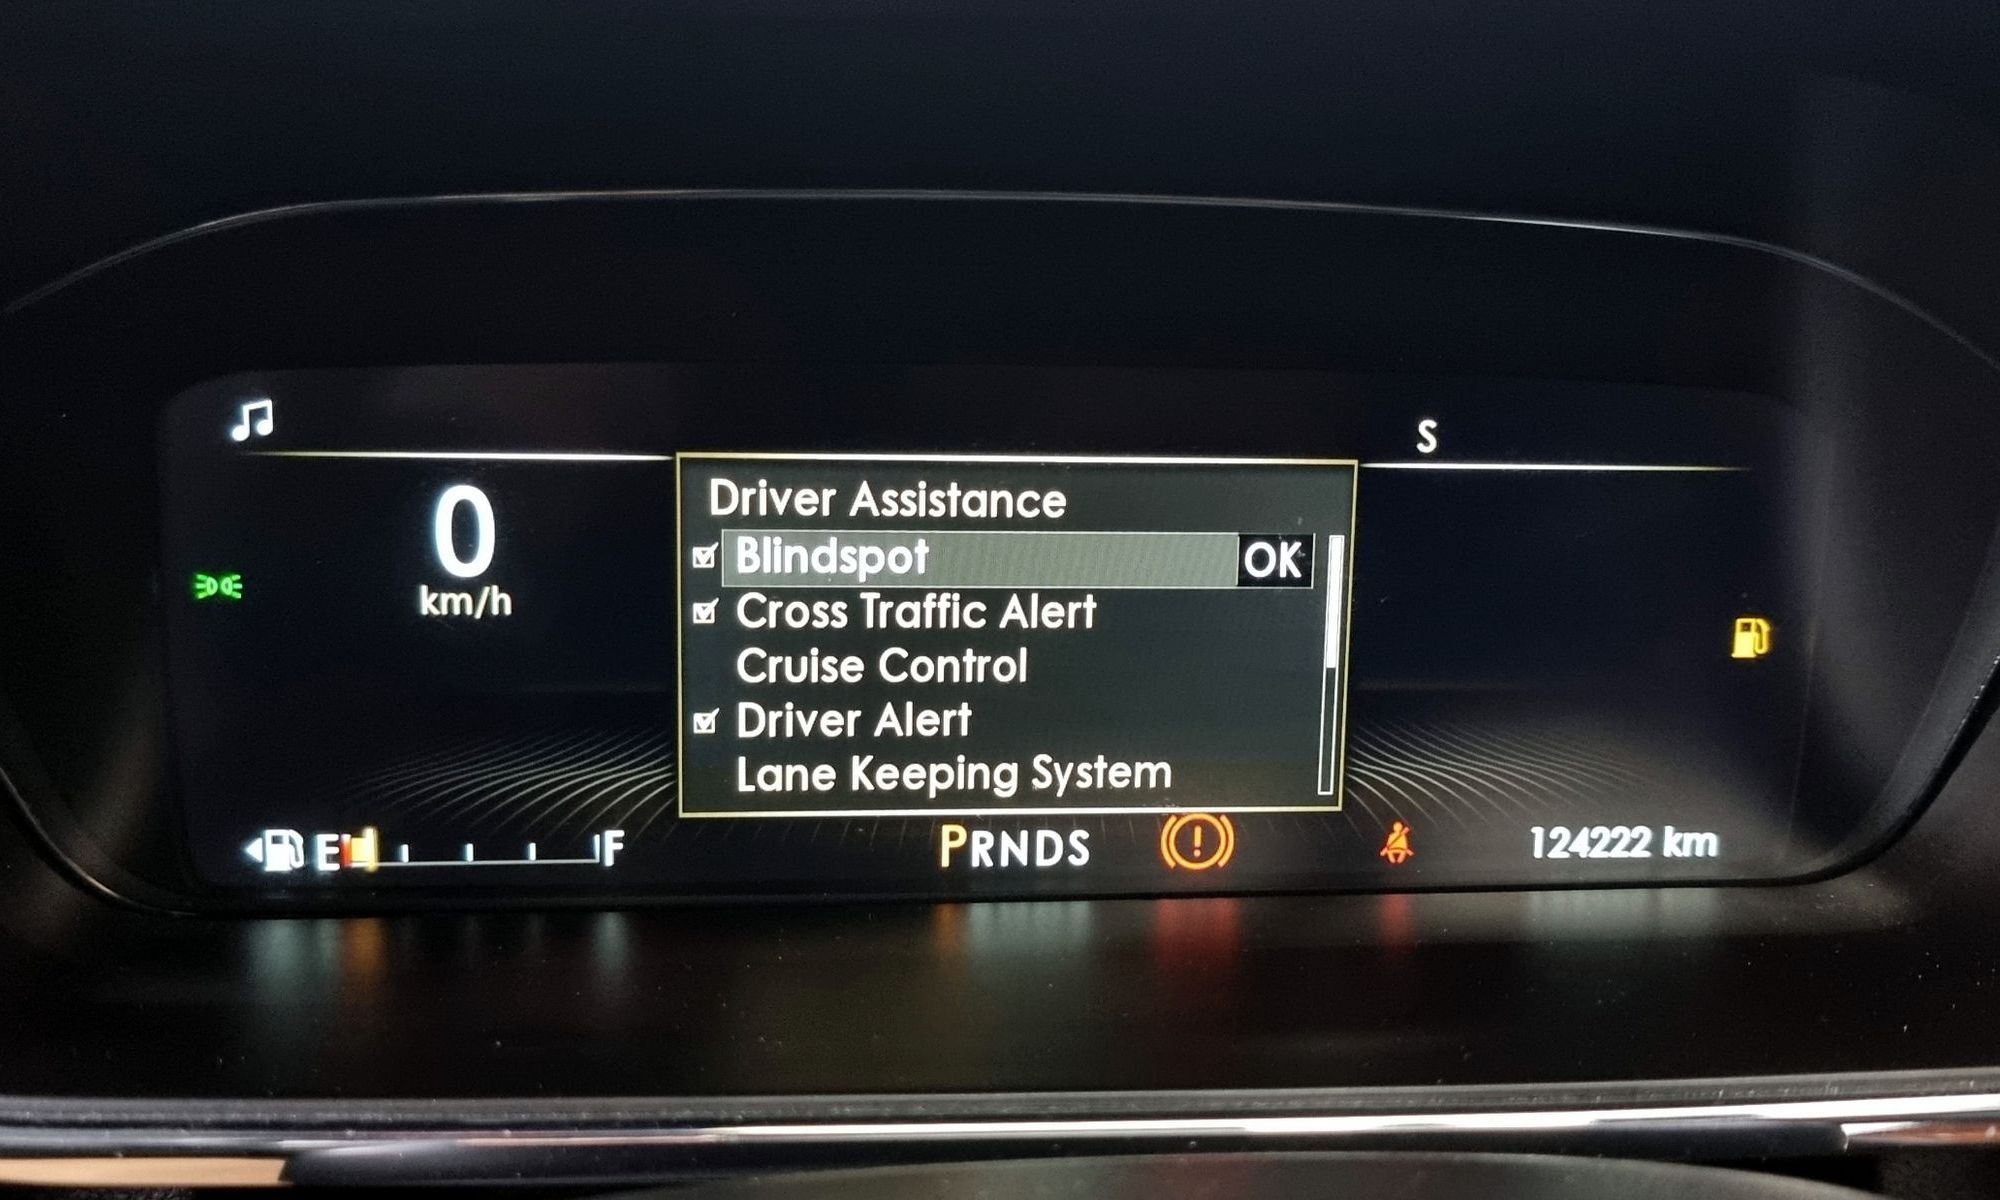 S
0
km/h
Driver Assistance
Blindspot OK
Cross Traffic Alert
Cruise Control
Driver Alert
Lane Keeping System
E F
PRNDS
124222 km